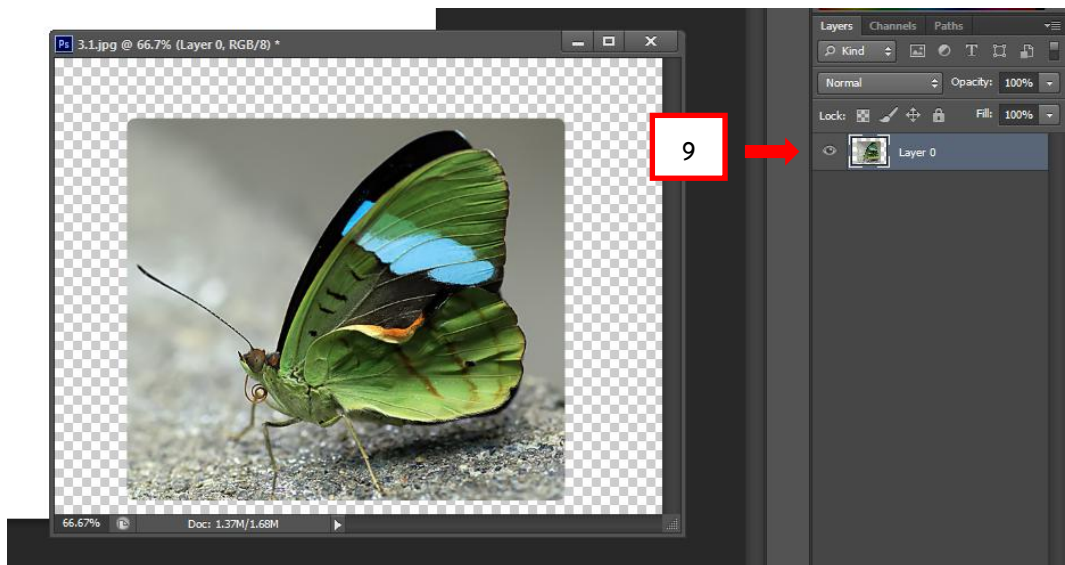 Ps 3.1.jpg @ 66.7% (Layer 0, RGB/8) *
Layers Channels Paths
Kind T
Normal Opacity: 100%
Lock: Fill: 100%
9
Layer 0
66.67% Doc: 1.37M/1.68M